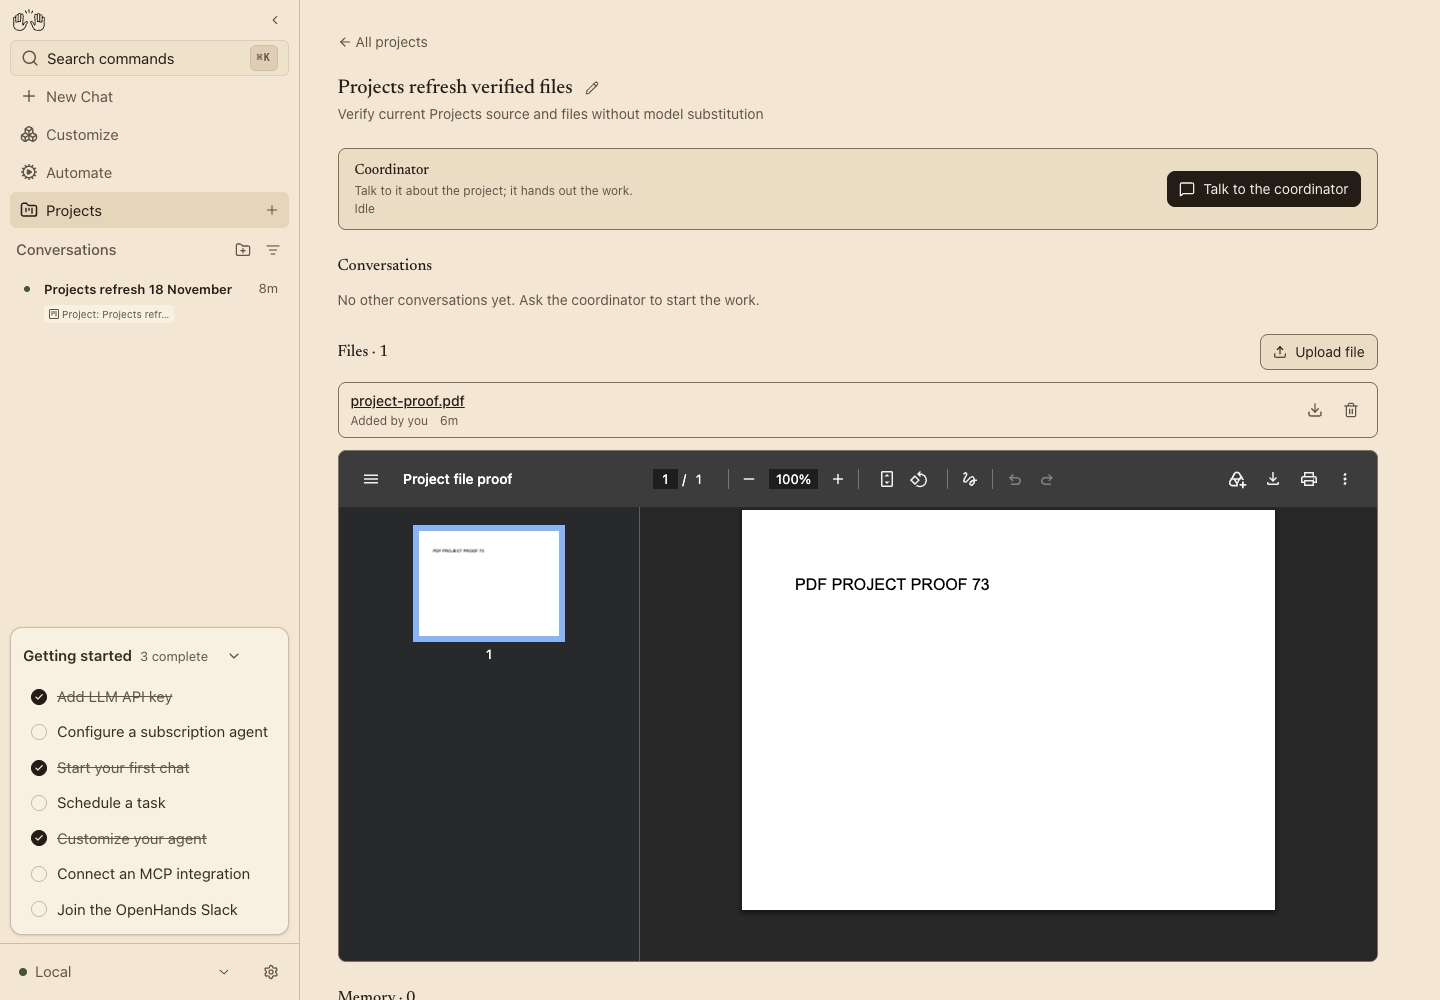 Search commands
⌘K
New Chat
Customize
Automate
Projects
Conversations
Projects refresh 18 November
8m
Project: Projects refr...
Getting started 3 complete
Add LLM API key
Configure a subscription agent
Start your first chat
Schedule a task
Customize your agent
Connect an MCP integration
Join the OpenHands Slack
Local
All projects
Projects refresh verified files
Verify current Projects source and files without model substitution
Coordinator
Talk to it about the project; it hands out the work.
Idle
Talk to the coordinator
Conversations
No other conversations yet. Ask the coordinator to start the work.
Files · 1
Upload file
project-proof.pdf
Added by you 6m
Project file proof
1 / 1
100%
PDF PROJECT PROOF 73
1
PDF PROJECT PROOF 73
Memory · 0